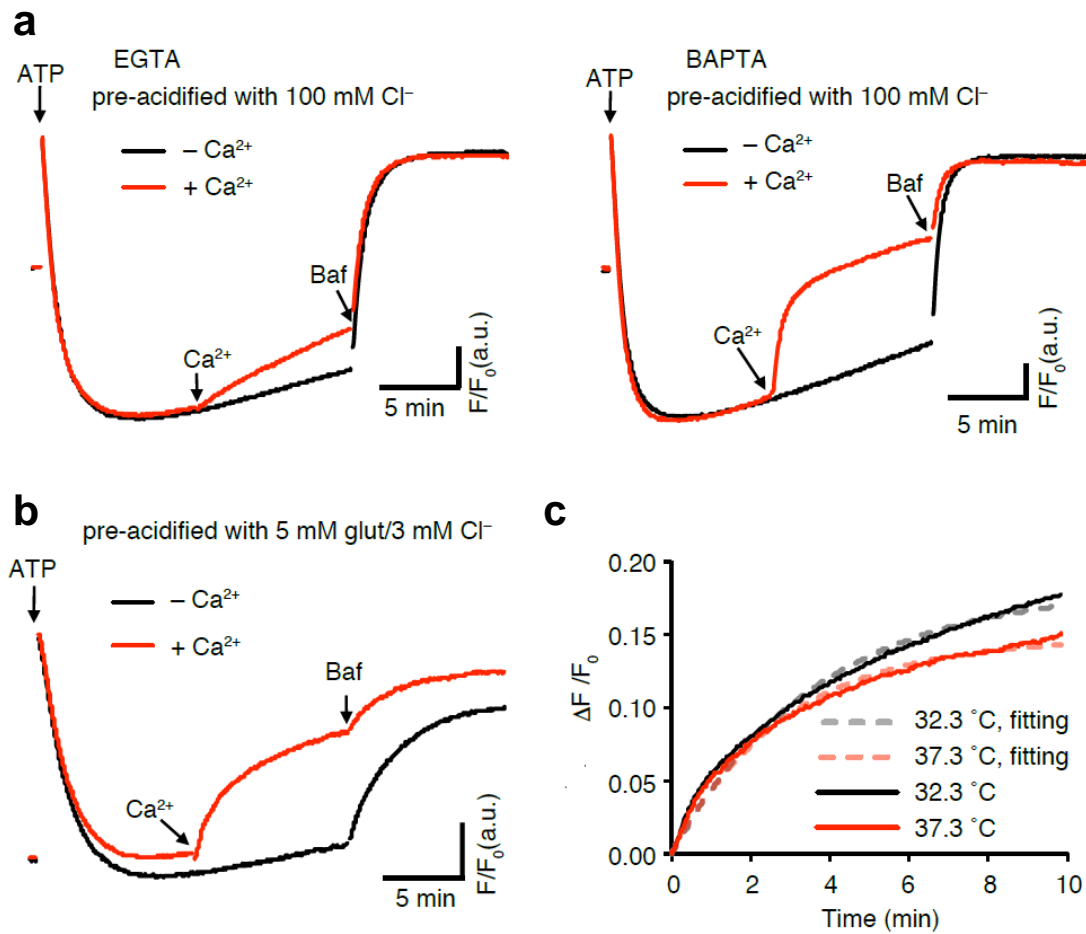 a
EGTA
ATP
pre-acidified with 100 mM Cl⁻
– Ca²⁺
+ Ca²⁺
Baf
Ca²⁺
5 min
F/F₀(a.u.)
BAPTA
ATP
pre-acidified with 100 mM Cl⁻
– Ca²⁺
+ Ca²⁺
Baf
Ca²⁺
5 min
F/F₀(a.u.)
b
pre-acidified with 5 mM glut/3 mM Cl⁻
ATP
– Ca²⁺
+ Ca²⁺
Baf
Ca²⁺
5 min
F/F₀(a.u.)
c
0.20
0.15
0.10
0.05
0.00
ΔF /F₀
32.3 ˚C, fitting
37.3 ˚C, fitting
32.3 ˚C
37.3 ˚C
0 2 4 6 8 10
Time (min)